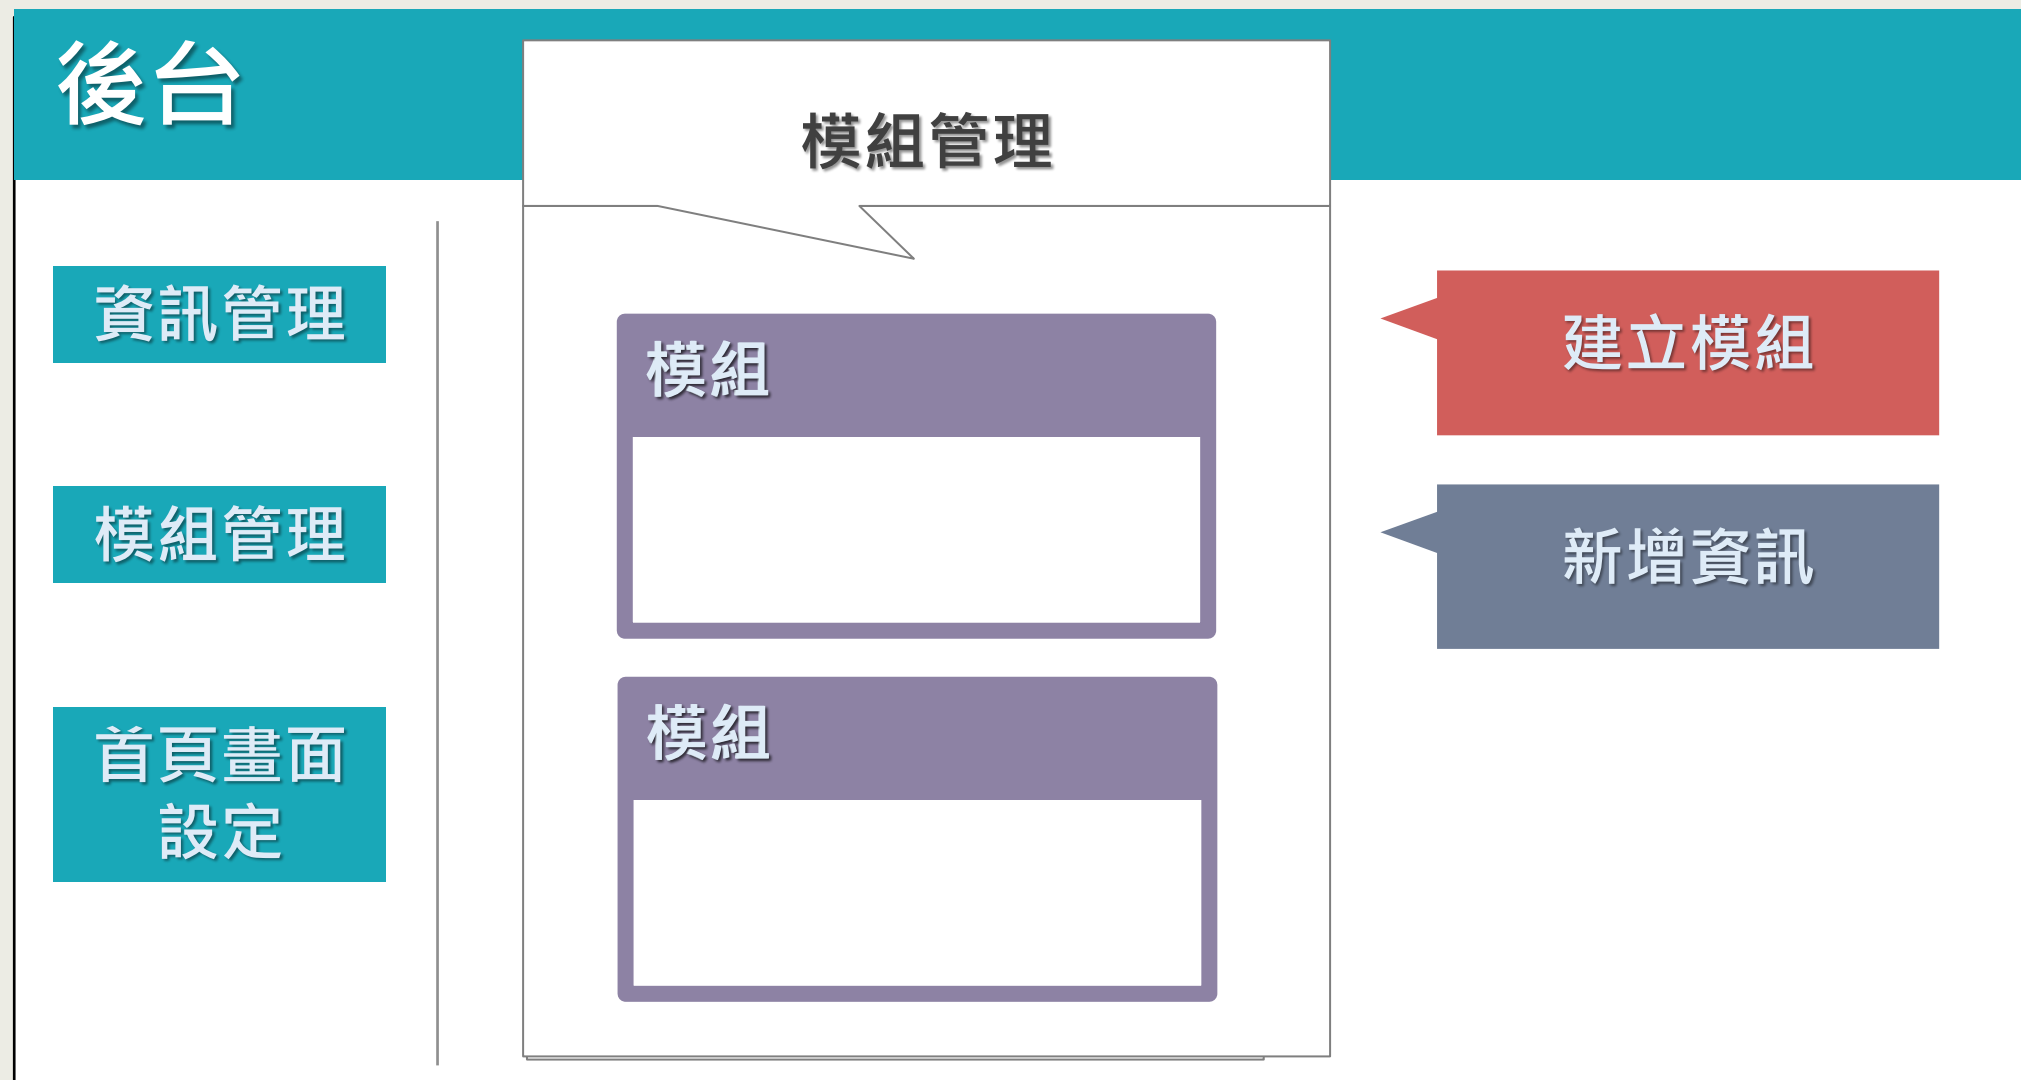 後台
模組管理
資訊管理
模組管理
首頁畫面
設定
模組
模組
建立模組
新增資訊